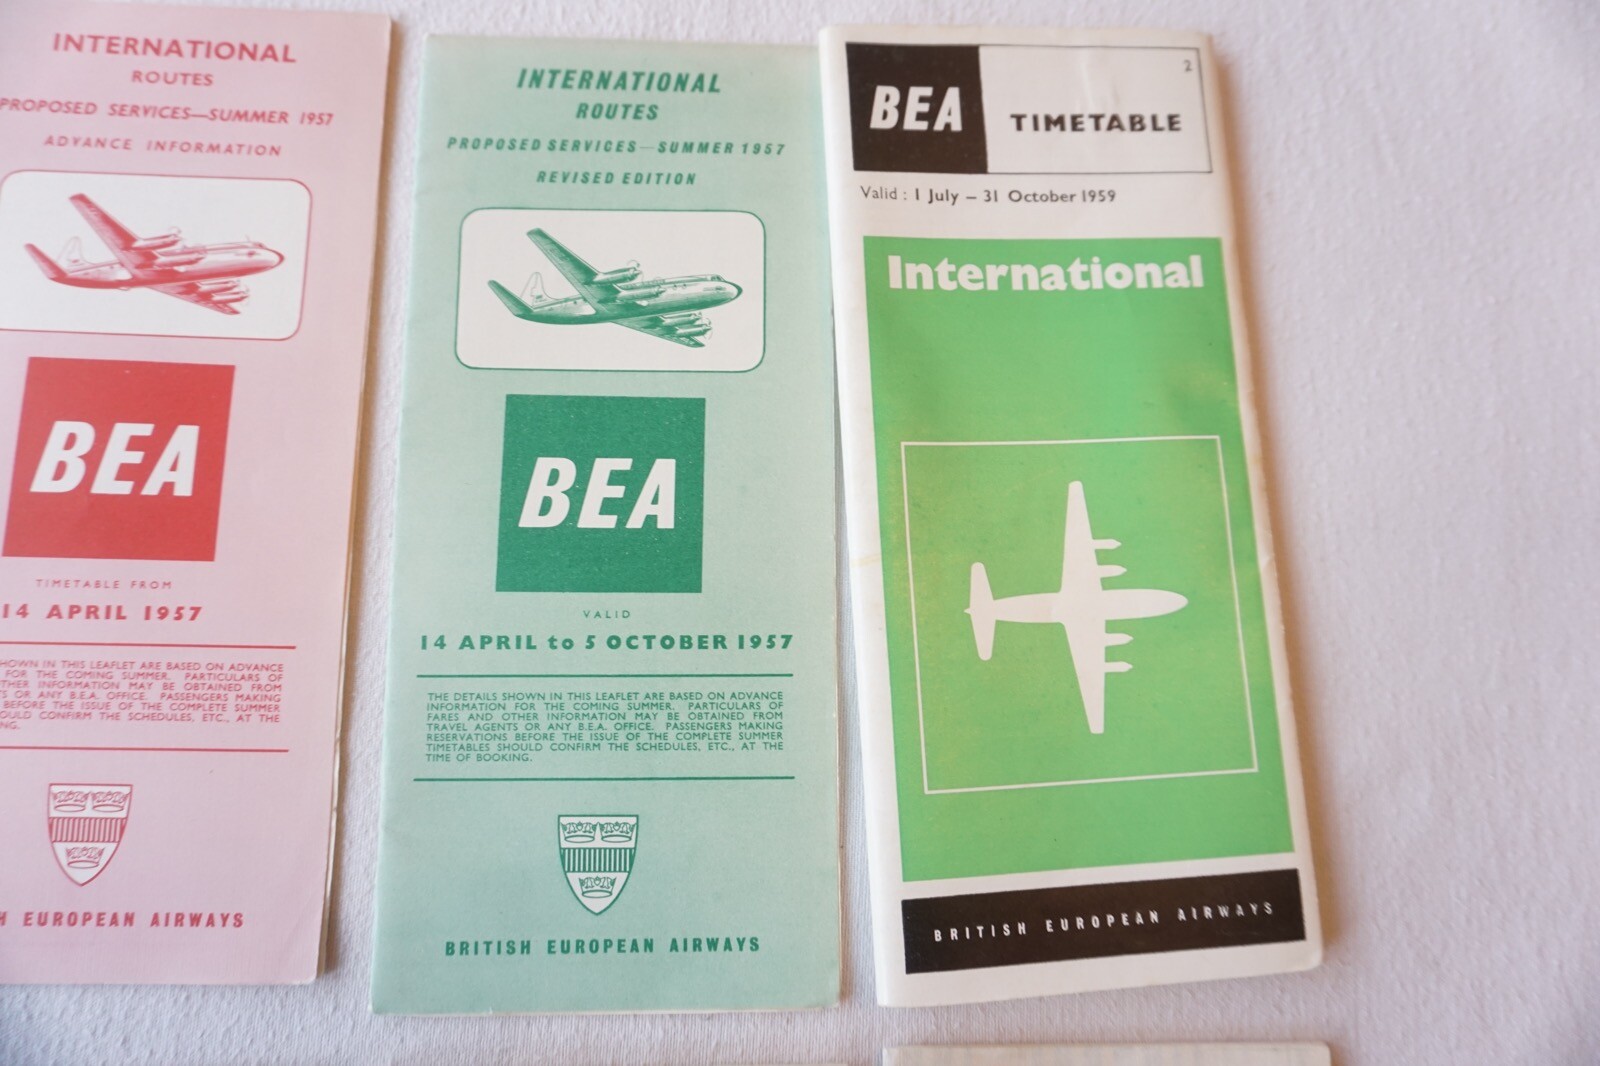 INTERNATIONAL
ROUTES
PROPOSED SERVICES—SUMMER 1957
ADVANCE INFORMATION
BEA
TIMETABLE FROM
14 APRIL 1957
SHOWN IN THIS LEAFLET ARE BASED ON ADVANCE
FOR THE COMING SUMMER. PARTICULARS OF
OTHER INFORMATION MAY BE OBTAINED FROM
OR ANY B.E.A. OFFICE. PASSENGERS MAKING
BEFORE THE ISSUE OF THE COMPLETE SUMMER
SHOULD CONFIRM THE SCHEDULES, ETC., AT THE
EUROPEAN AIRWAYS
INTERNATIONAL
ROUTES
PROPOSED SERVICES—SUMMER 1957
REVISED EDITION
BEA
VALID
14 APRIL to 5 OCTOBER 1957
THE DETAILS SHOWN IN THIS LEAFLET ARE BASED ON ADVANCE
INFORMATION FOR THE COMING SUMMER. PARTICULARS OF
FARES AND OTHER INFORMATION MAY BE OBTAINED FROM
TRAVEL AGENTS OR ANY B.E.A. OFFICE. PASSENGERS MAKING
RESERVATIONS BEFORE THE ISSUE OF THE COMPLETE SUMMER
TIMETABLES SHOULD CONFIRM THE SCHEDULES, ETC., AT THE
TIME OF BOOKING.
BRITISH EUROPEAN AIRWAYS
2
BEA TIMETABLE
Valid : 1 July – 31 October 1959
International
BRITISH EUROPEAN AIRWAYS